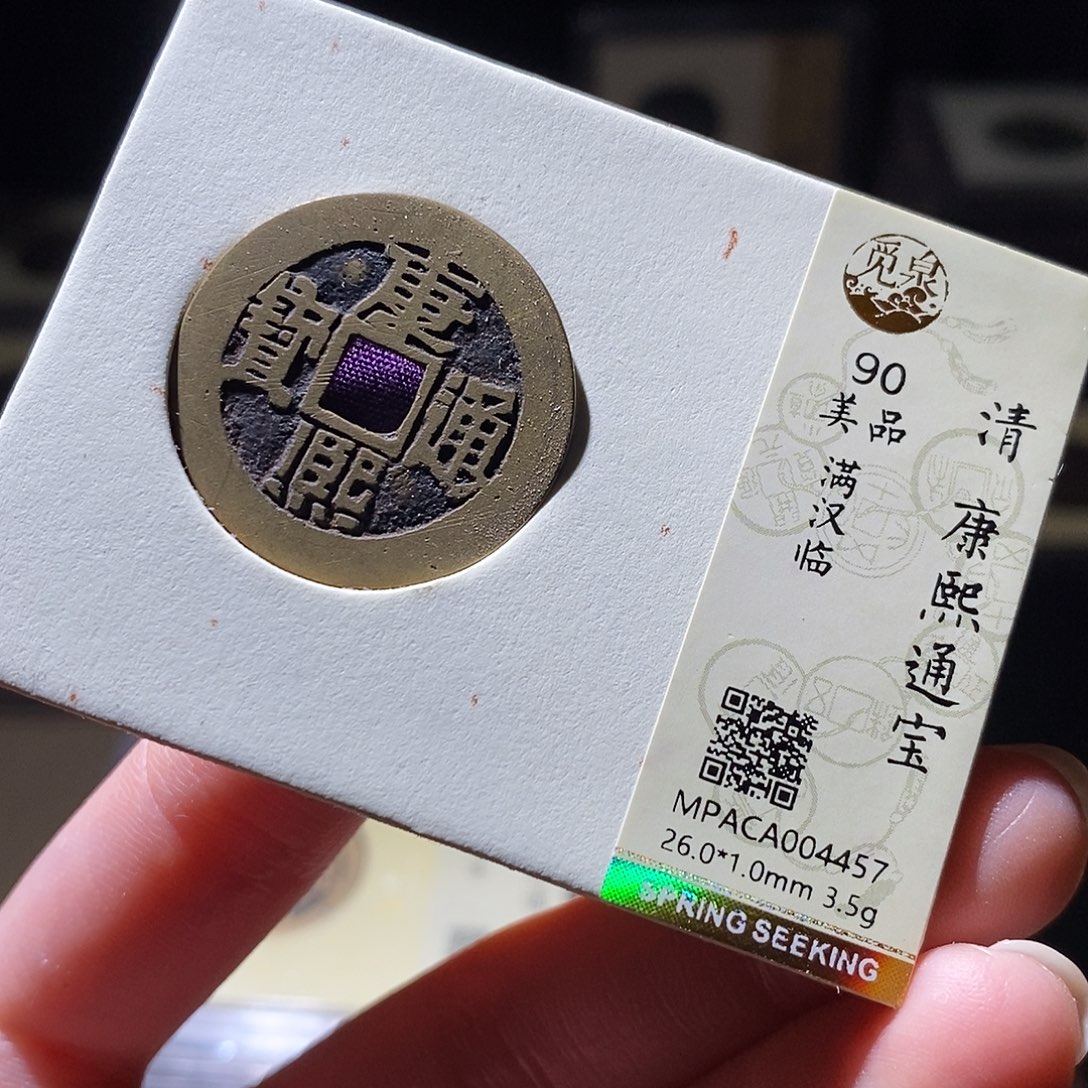 康熙通寶
觅泉
90
美品
满汉临
清 康熙通宝
MPACA004457
26.0*1.0mm 3.5g
SPRING SEEKING